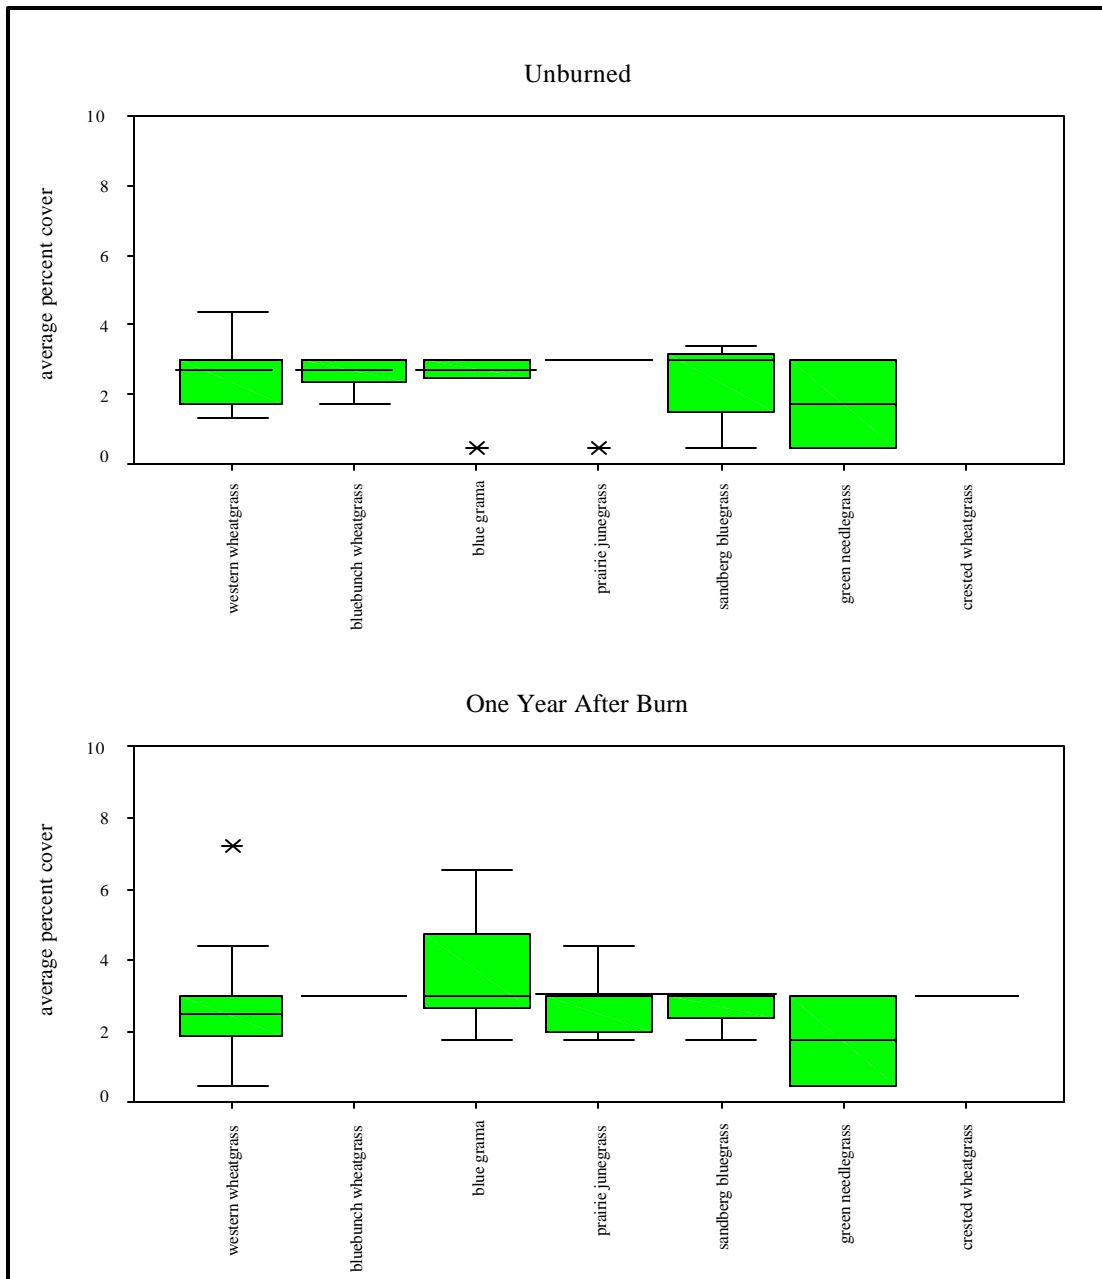 Unburned
average percent cover
10
8
6
4
2
0
western wheatgrass
bluebunch wheatgrass
blue grama
prairie junegrass
sandberg bluegrass
green needlegrass
crested wheatgrass
One Year After Burn
average percent cover
10
8
6
4
2
0
western wheatgrass
bluebunch wheatgrass
blue grama
prairie junegrass
sandberg bluegrass
green needlegrass
crested wheatgrass